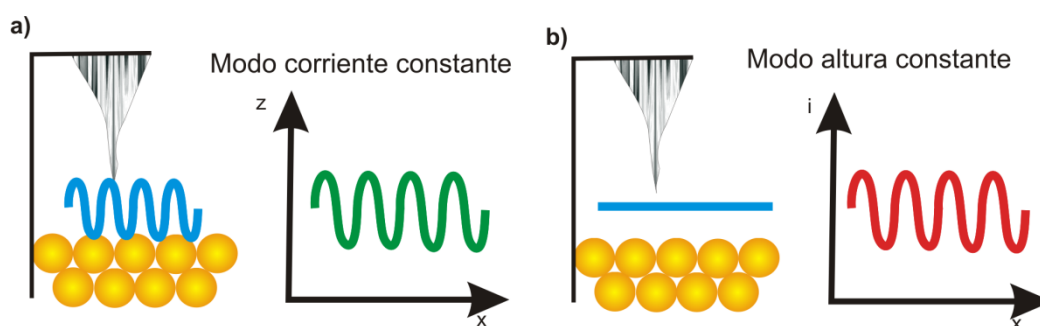 a)
Modo corriente constante
z
x
b)
Modo altura constante
i
x